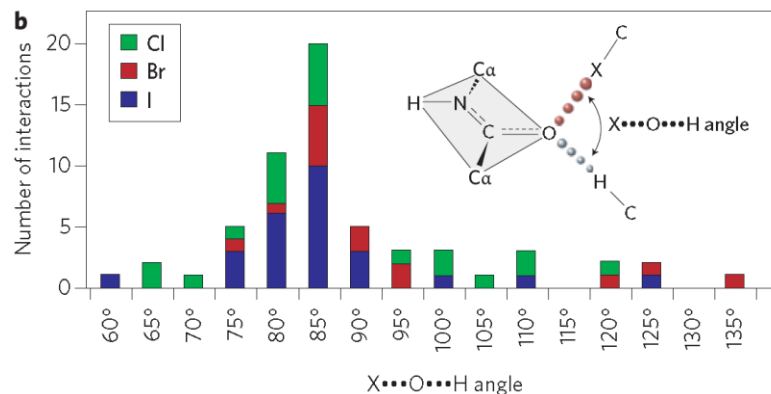 b
Cl
Br
I
Number of interactions
20
15
10
5
0
60°
65°
70°
75°
80°
85°
90°
95°
100°
105°
110°
115°
120°
125°
130°
135°
X•••O•••H angle
C
X
Cα
H
N
C
O
X•••O•••H angle
Cα
H
C